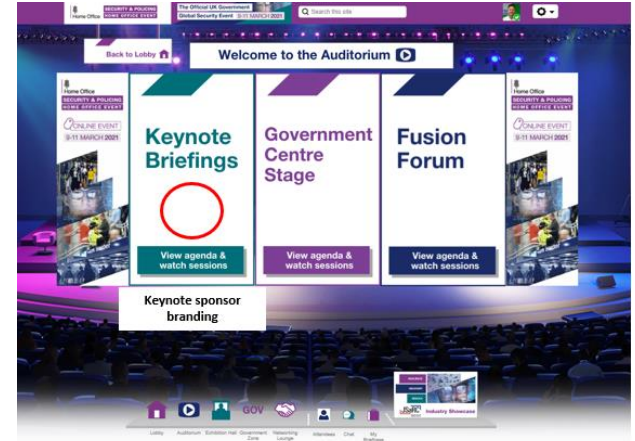 Home Office
SECURITY & POLICING
HOME OFFICE EVENT
The Official UK Government
Global Security Event 9-11 MARCH 2021
Search this site
Back to Lobby
Welcome to the Auditorium
Home Office
SECURITY & POLICING
HOME OFFICE EVENT
ONLINE EVENT
9-11 MARCH 2021
Keynote
Briefings
View agenda &
watch sessions
Government
Centre
Stage
View agenda &
watch sessions
Fusion
Forum
View agenda &
watch sessions
Home Office
SECURITY & POLICING
HOME OFFICE EVENT
ONLINE EVENT
9-11 MARCH 2021
Keynote sponsor
branding
GOV
Industry Showcase
Lobby
Auditorium
Exhibition Hall
Government
Zone
Networking
Lounge
Attendees
Chat
My
Briefcase